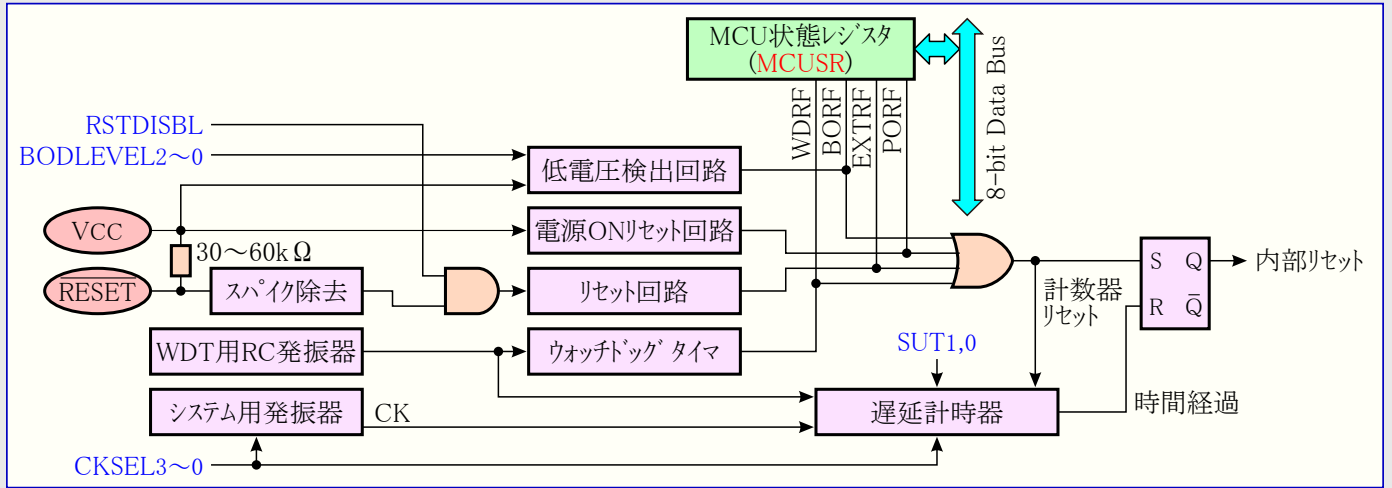 MCU状態レジスタ
(MCUSR)
8-bit Data Bus
WDRF
BORF
EXTRF
PORF
RSTDISBL
BODLEVEL2～0
低電圧検出回路
VCC
電源ONリセット回路
30～60kΩ
RESET
スパイク除去
リセット回路
S Q
R Q̅
内部リセット
計数器
リセット
WDT用RC発振器
ウォッチドッグ タイマ
SUT1,0
システム用発振器
CK
遅延計時器
時間経過
CKSEL3～0